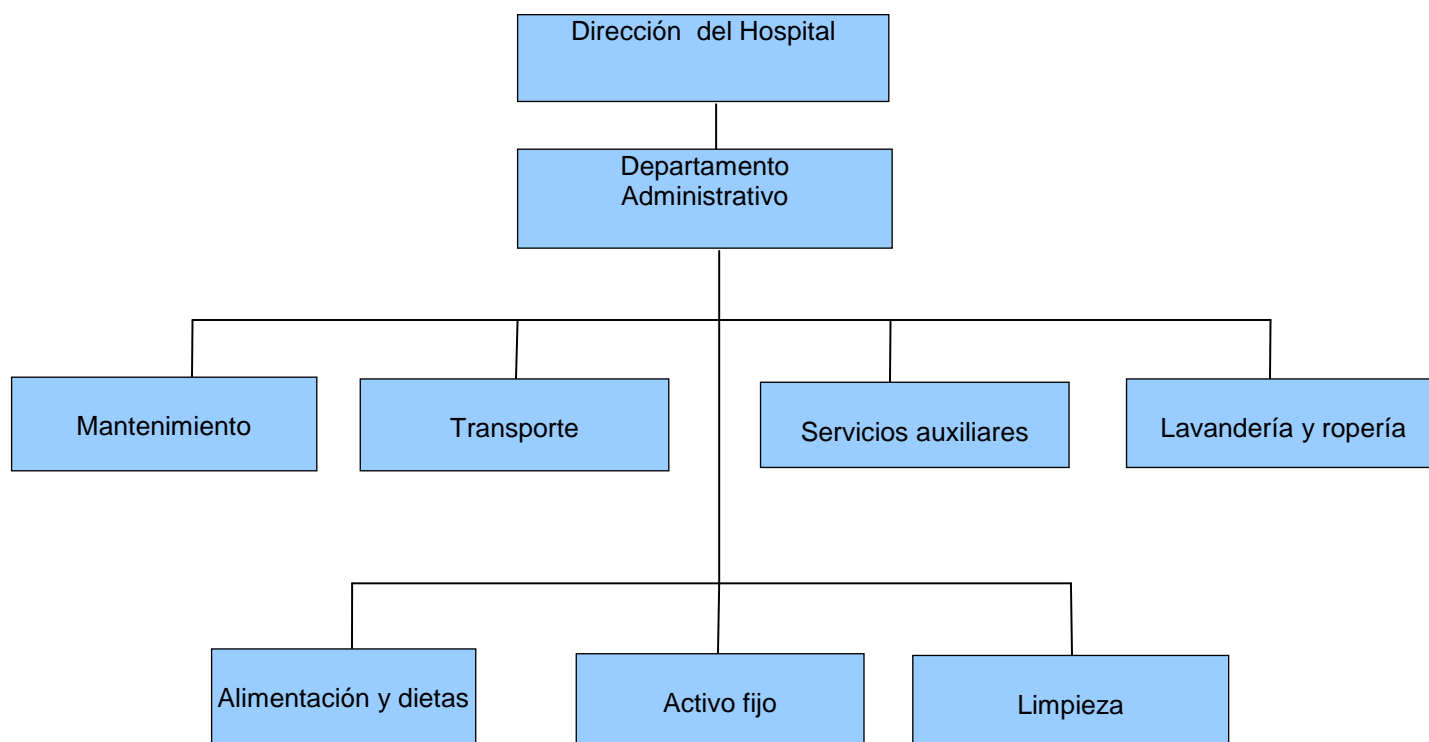 Dirección  del Hospital
Departamento
Administrativo
Mantenimiento
Transporte
Servicios auxiliares
Lavandería y ropería
Alimentación y dietas
Activo fijo
Limpieza